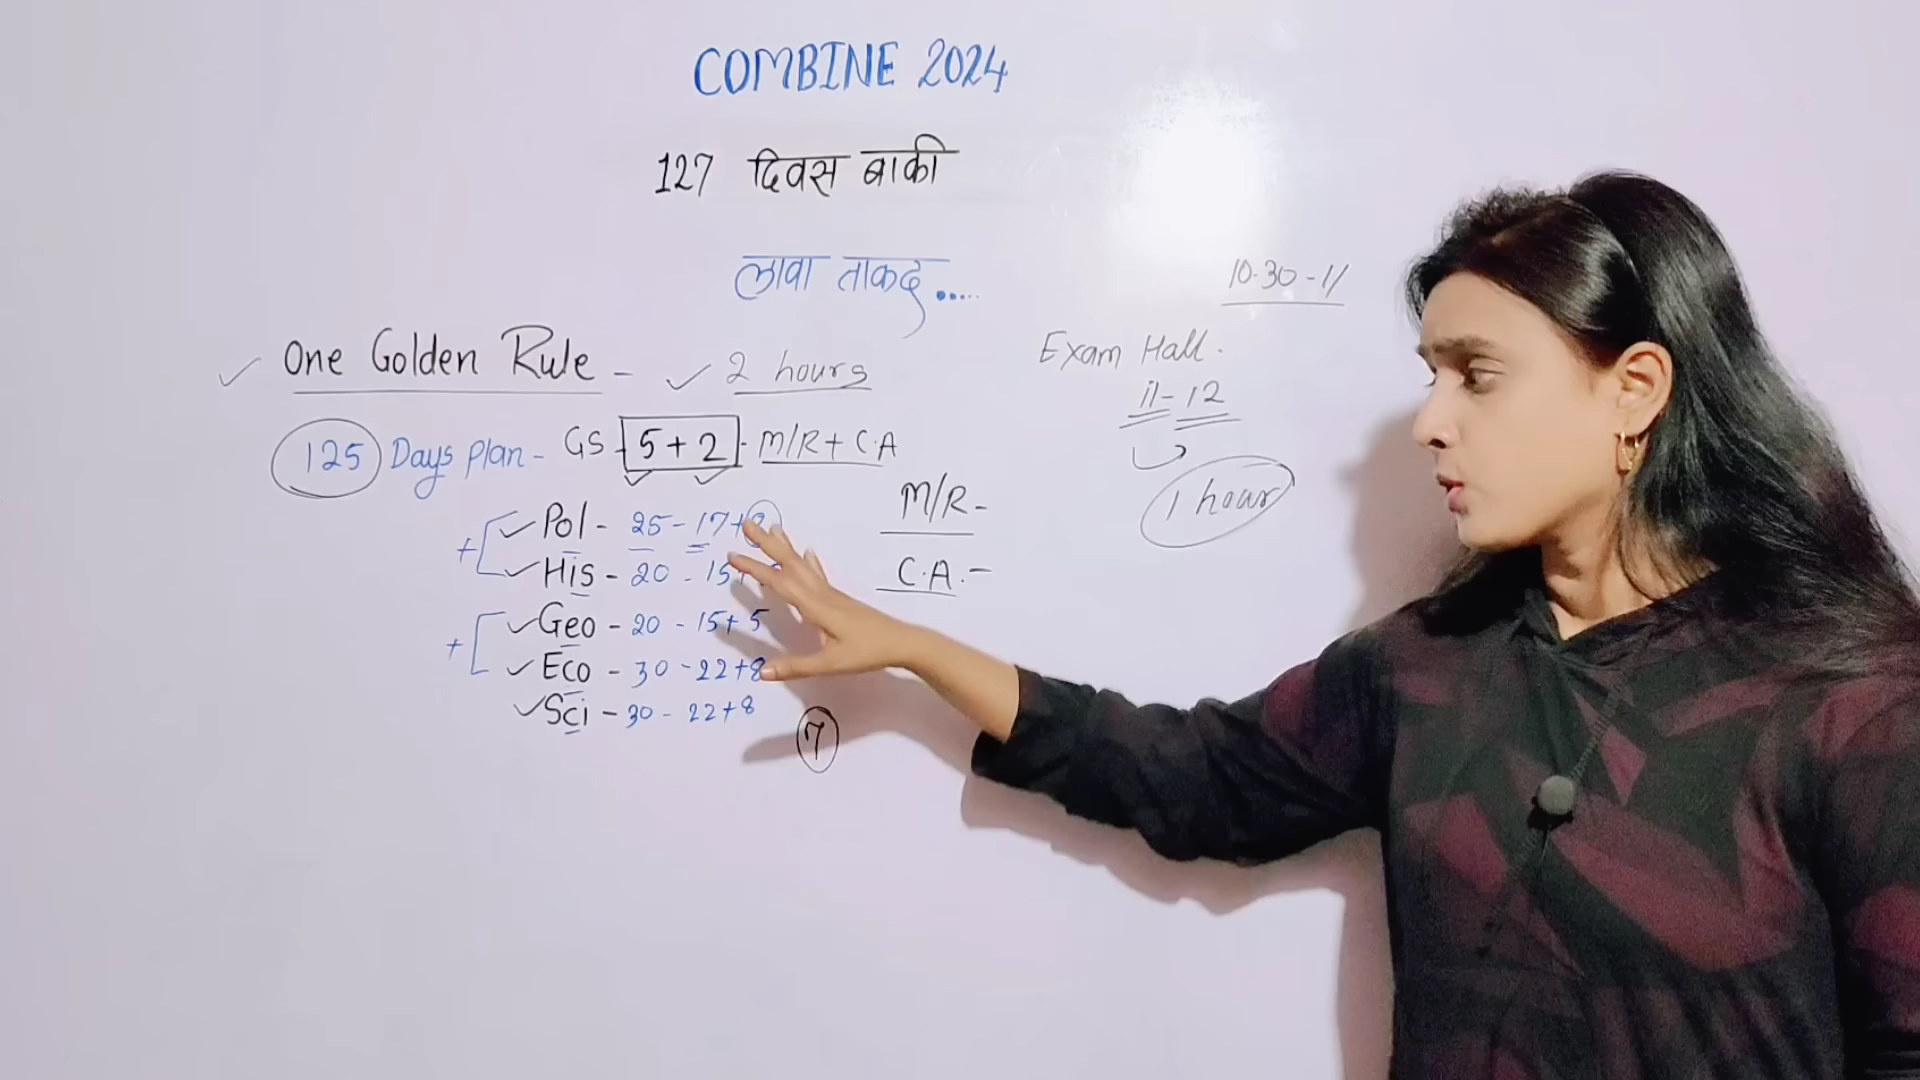 COMBINE 2024
127 दिवस बाकी
लावा ताकद.....
10.30-11
One Golden Rule - 2 hours
Exam Hall.
11-12
125 Days Plan - GS - 5+2 - M/R + C.A
1 hour
M/R-
C.A.-
+
Pol - 25 - 17+
His - 20 - 15+
+
Geo - 20 - 15+5
Eco - 30 - 22+8
Sci - 30 - 22+8
7